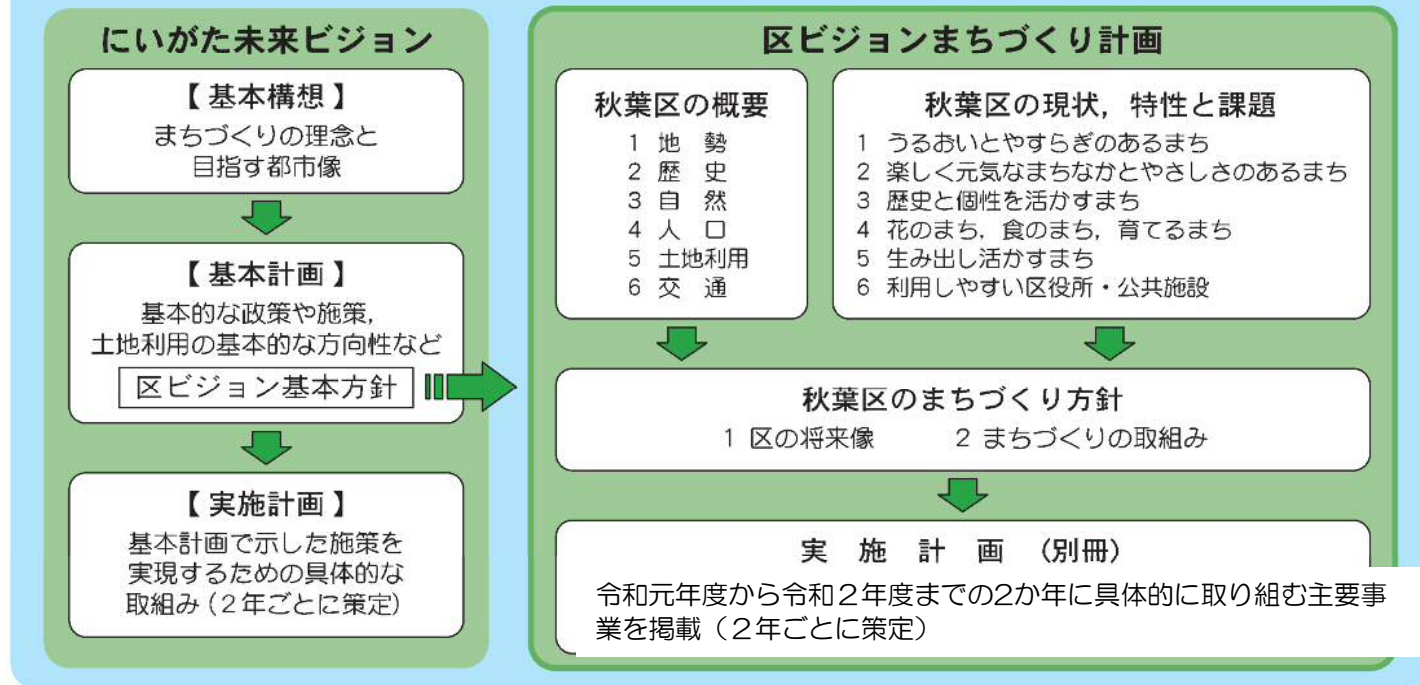 にいがた未来ビジョン
【基本構想】
まちづくりの理念と
目指す都市像
【基本計画】
基本的な政策や施策,
土地利用の基本的な方向性など
区ビジョン基本方針
【実施計画】
基本計画で示した施策を
実現するための具体的な
取組み(2年ごとに策定)
区ビジョンまちづくり計画
秋葉区の概要
1 地 勢
2 歴 史
3 自 然
4 人 口
5 土地利用
6 交 通
秋葉区の現状, 特性と課題
1 うるおいとやすらぎのあるまち
2 楽しく元気なまちなかとやさしさのあるまち
3 歴史と個性を活かすまち
4 花のまち, 食のまち, 育てるまち
5 生み出し活かすまち
6 利用しやすい区役所・公共施設
秋葉区のまちづくり方針
1 区の将来像 2 まちづくりの取組み
実 施 計 画 (別冊)
令和元年度から令和2年度までの2か年に具体的に取り組む主要事
業を掲載(2年ごとに策定)